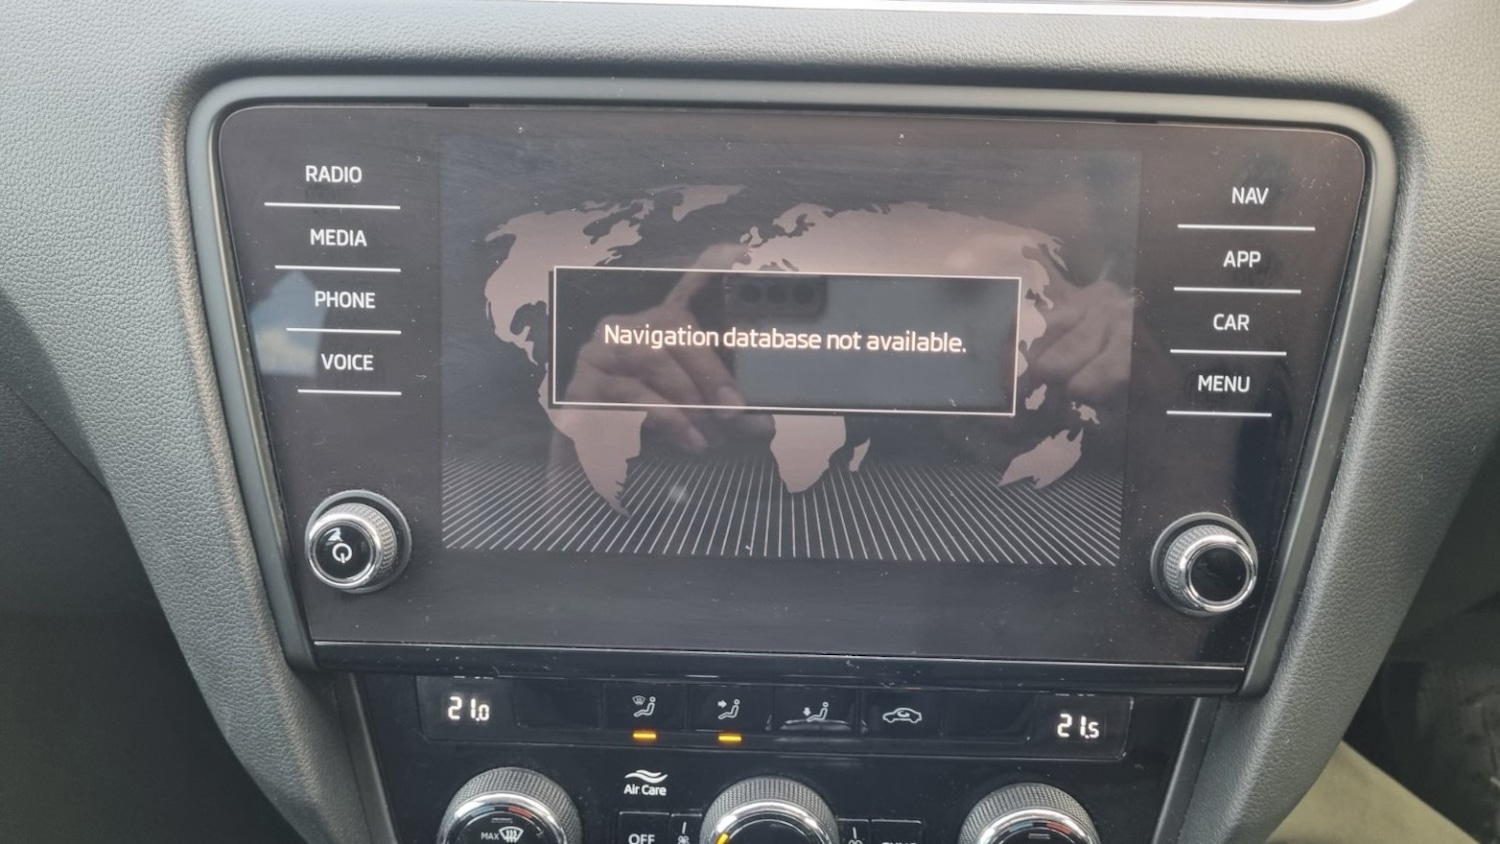 RADIO
MEDIA
PHONE
VOICE
NAV
APP
CAR
MENU
Navigation database not available.
21.0
21.5
Air Care
MAX
OFF